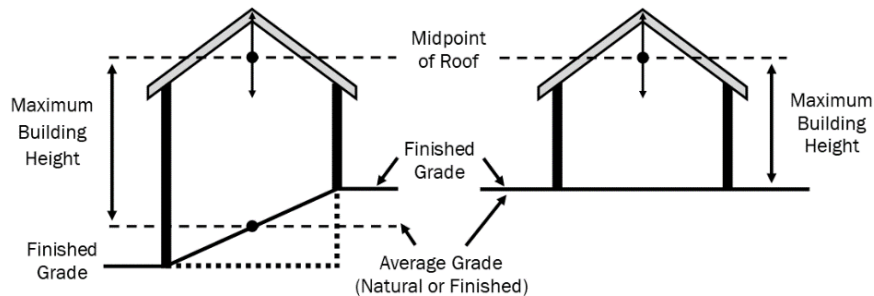 Midpoint
of Roof
Maximum
Building
Height
Maximum
Building
Height
Finished
Grade
Finished
Grade
Average Grade
(Natural or Finished)